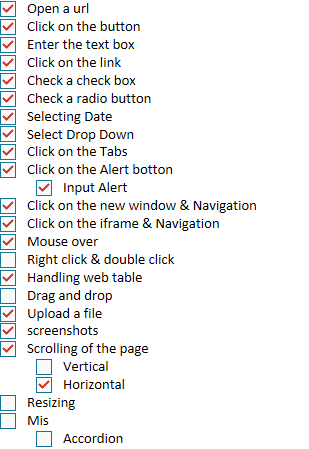 Open a url
Click on the button
Enter the text box
Click on the link
Check a check box
Check a radio button
Selecting Date
Select Drop Down
Click on the Tabs
Click on the Alert botton
Input Alert
Click on the new window & Navigation
Click on the iframe & Navigation
Mouse over
Right click & double click
Handling web table
Drag and drop
Upload a file
screenshots
Scrolling of the page
Vertical
Horizontal
Resizing
Mis
Accordion